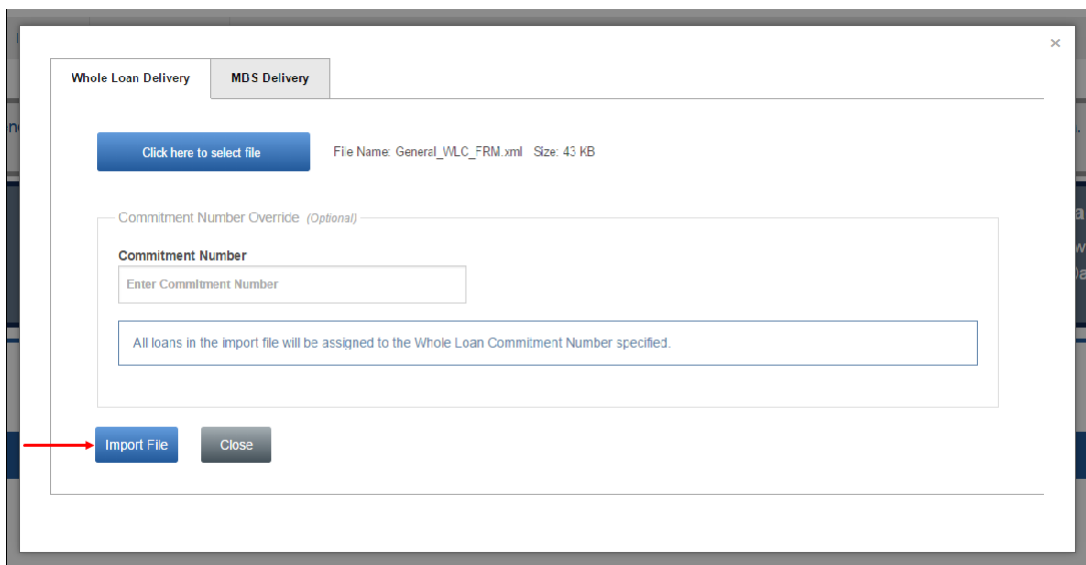 ×
Whole Loan Delivery
MBS Delivery
Click here to select file
File Name: General_WLC_FRM.xml Size: 43 KB
Commitment Number Override (Optional)
Commitment Number
Enter Commitment Number
All loans in the import file will be assigned to the Whole Loan Commitment Number specified.
Import File
Close